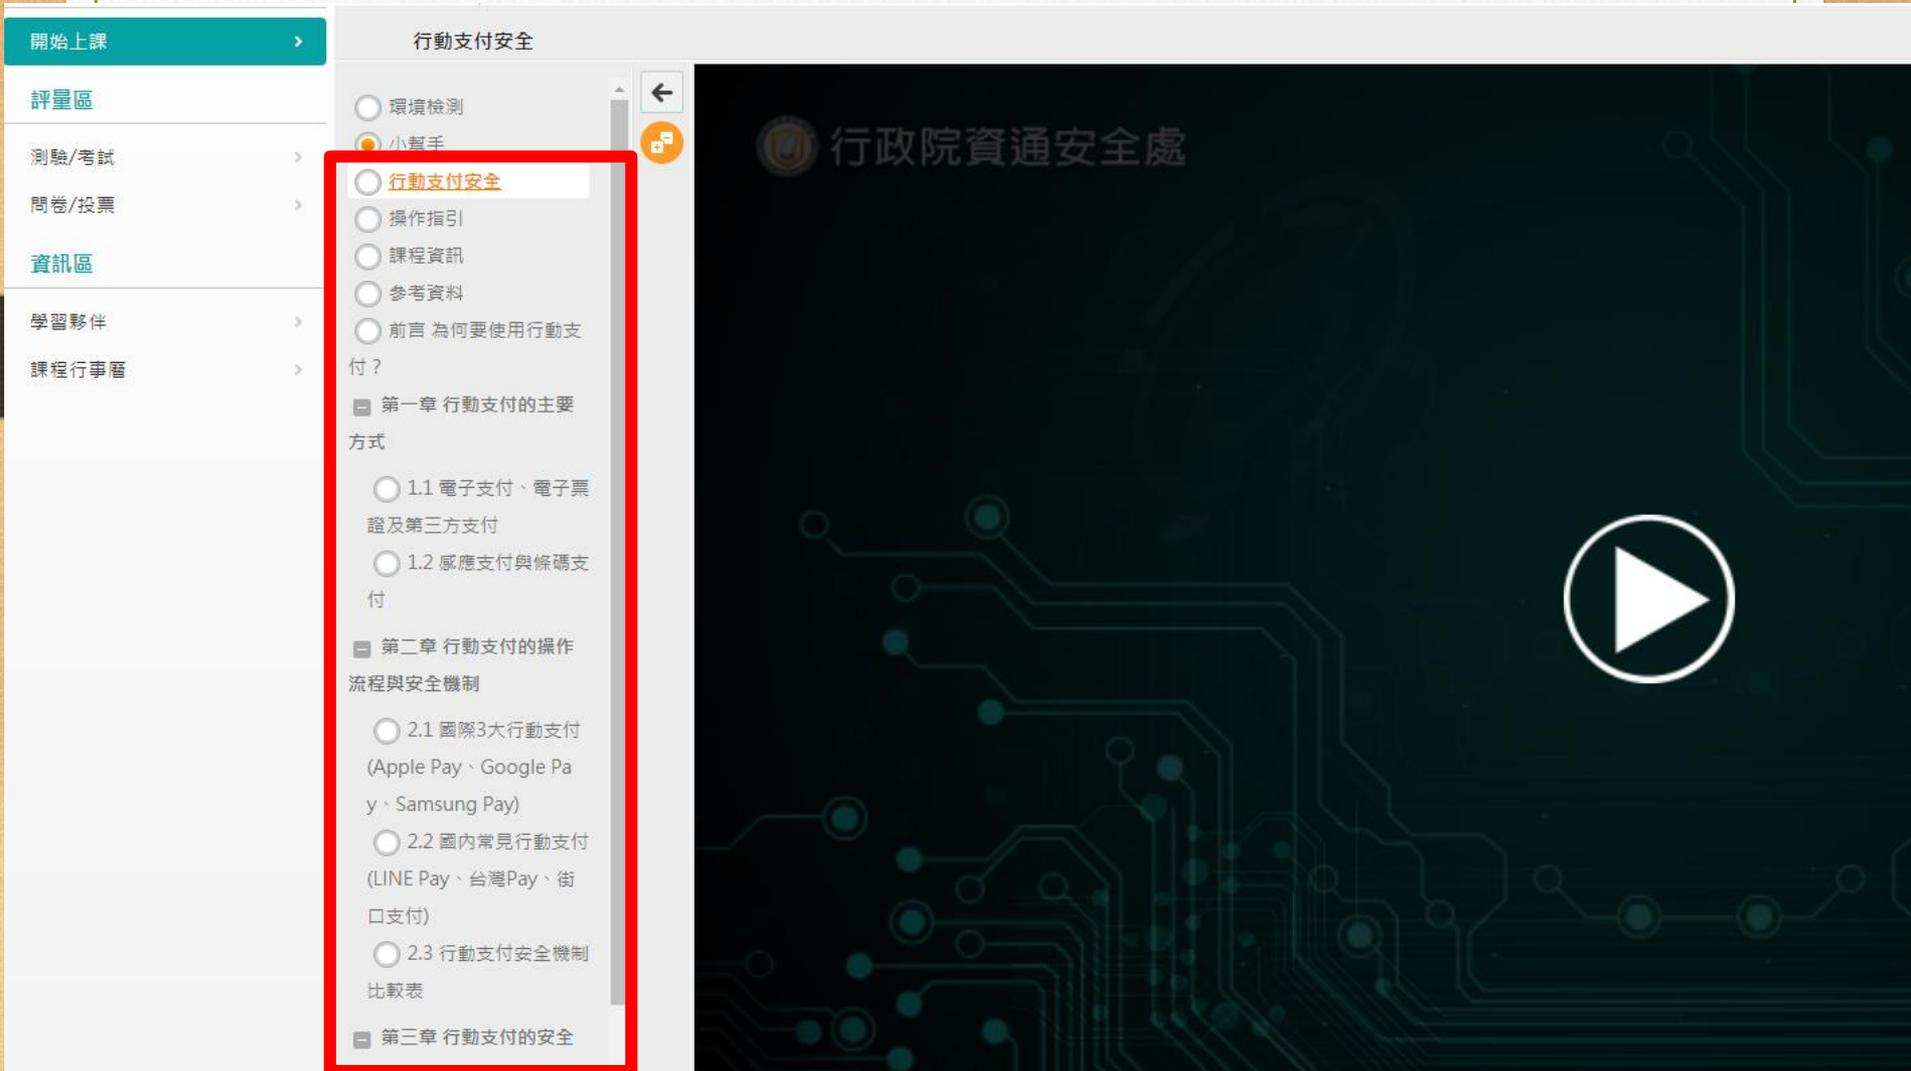 開始上課
評量區
測驗/考試
問卷/投票
資訊區
學習夥伴
課程行事曆
行動支付安全
環境檢測
小幫手
行動支付安全
操作指引
課程資訊
參考資料
前言 為何要使用行動支
付？
第一章 行動支付的主要
方式
1.1 電子支付、電子票
證及第三方支付
1.2 感應支付與條碼支
付
第二章 行動支付的操作
流程與安全機制
2.1 國際3大行動支付
(Apple Pay、Google Pa
y、Samsung Pay)
2.2 國內常見行動支付
(LINE Pay、台灣Pay、街
口支付)
2.3 行動支付安全機制
比較表
第三章 行動支付的安全
行政院資通安全處